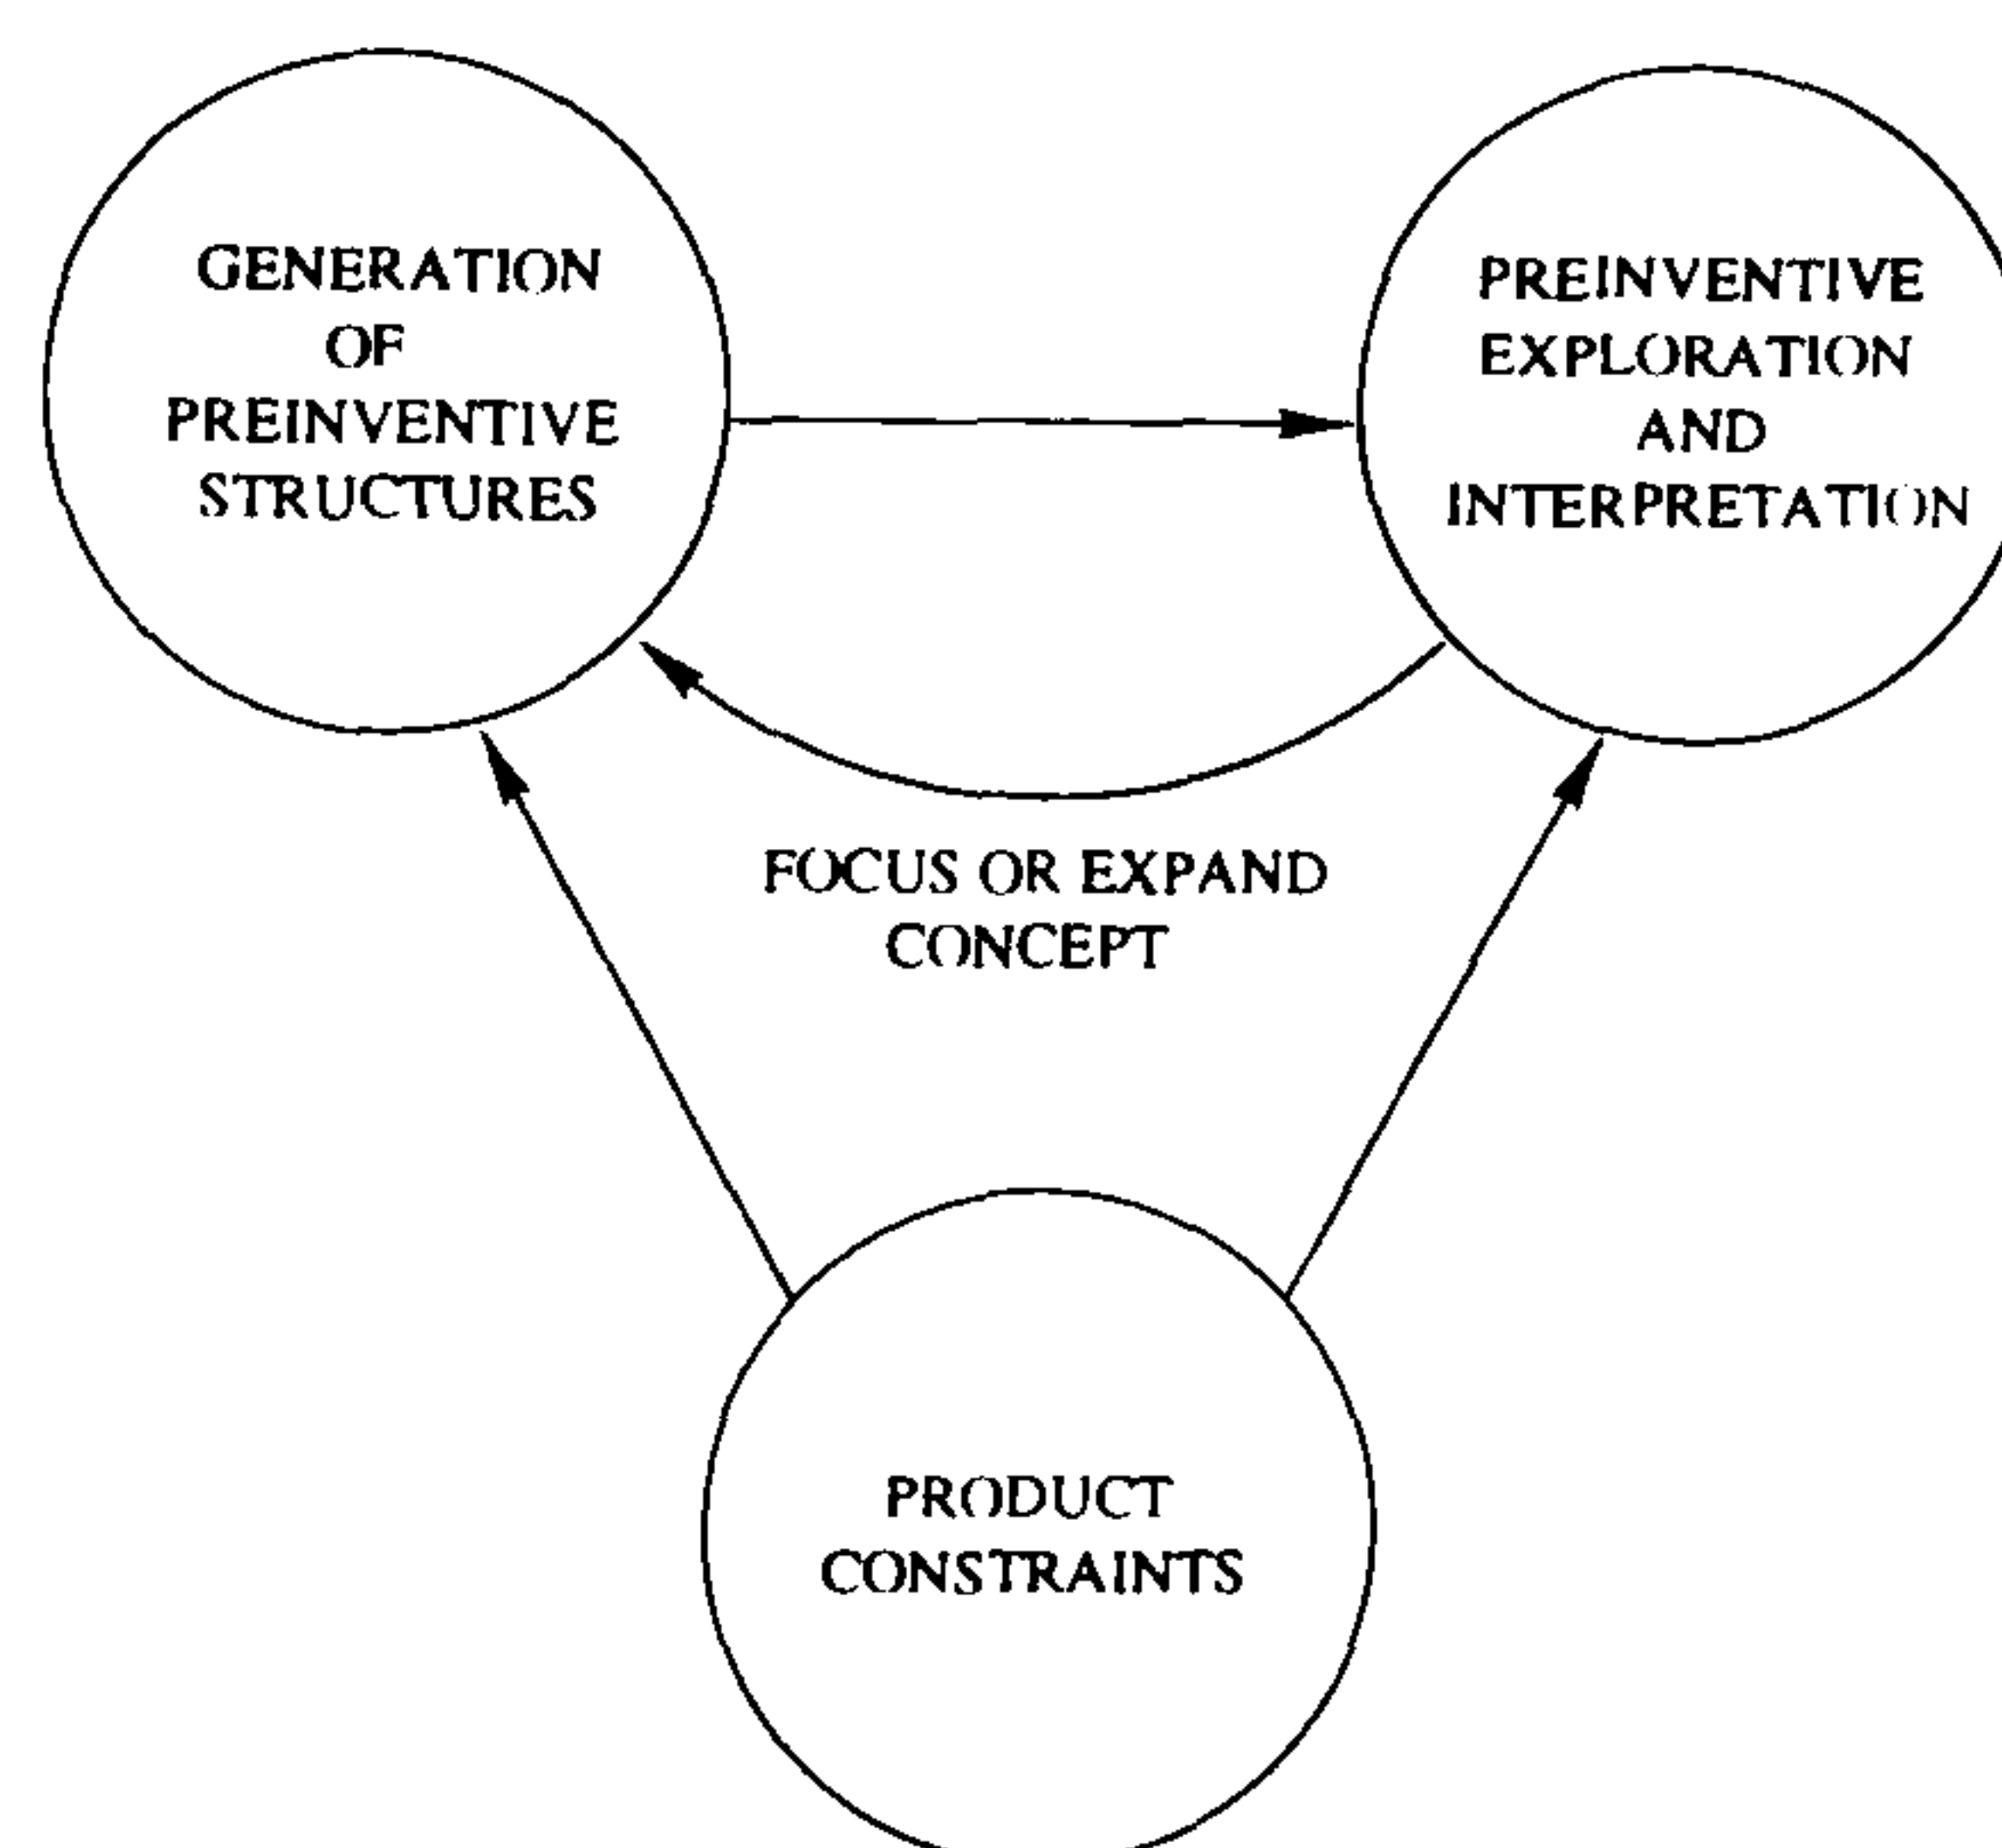 GENERATION
OF
PREINVENTIVE
STRUCTURES
PREINVENTIVE
EXPLORATION
AND
INTERPRETATION
FOCUS OR EXPAND
CONCEPT
PRODUCT
CONSTRAINTS